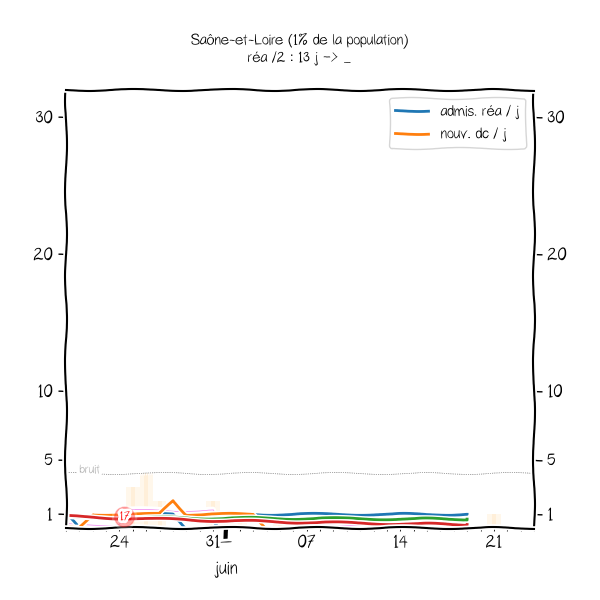 Saône-et-Loire (1% de la population)
réa /2 : 13 j -> _
admis. réa / j
nouv. dc / j
30
30
20
20
10
10
5
5
bruit
1
17
1
24
31
07
14
21
juin